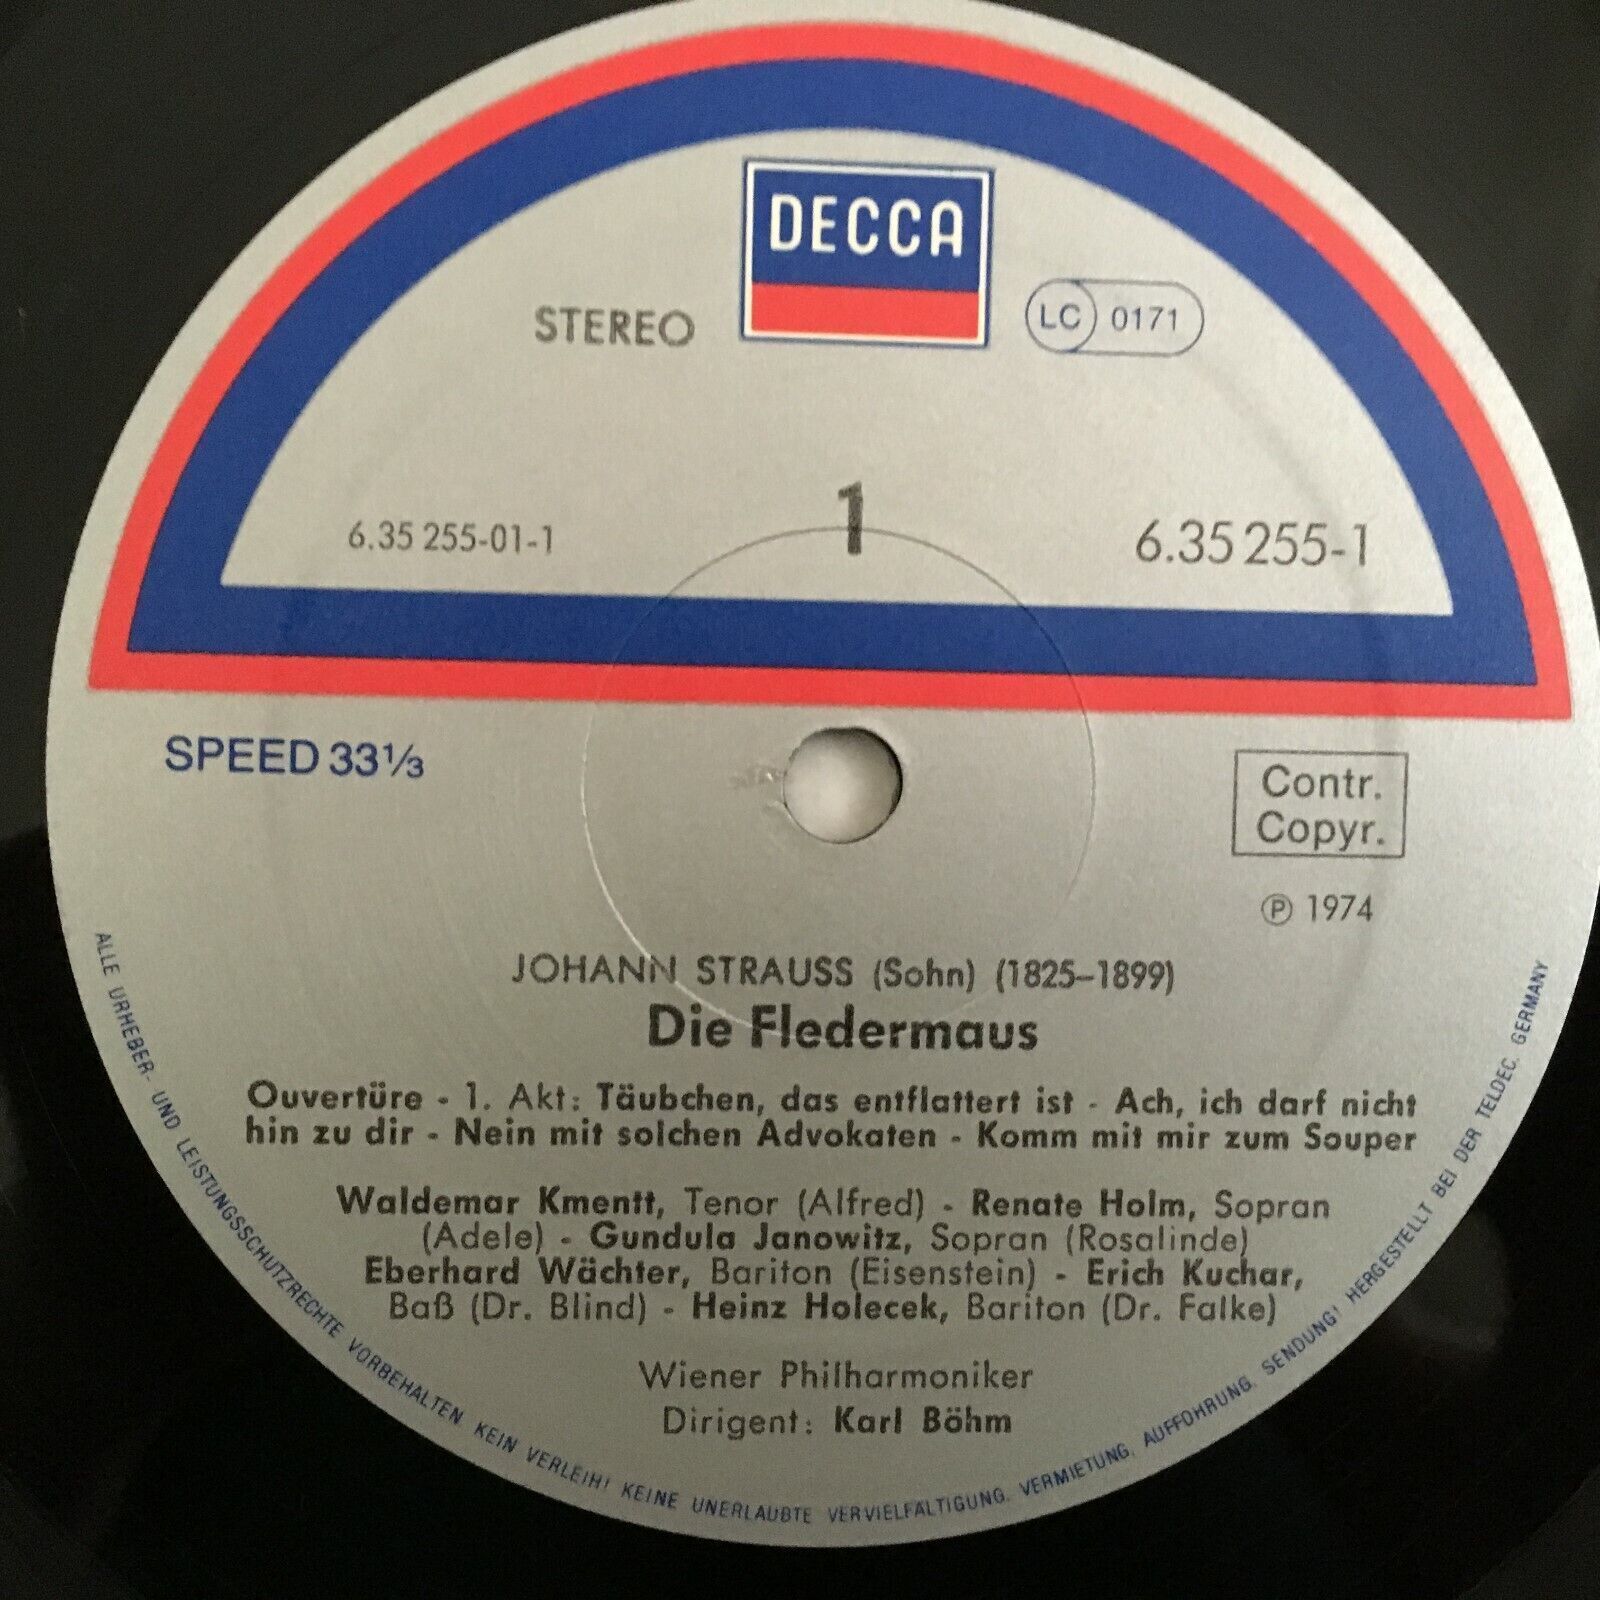 DECCA
STEREO
LC 0171
1
6.35 255-01-1
6.35 255-1
SPEED 33⅓
Contr.
Copyr.
℗ 1974
JOHANN STRAUSS (Sohn) (1825–1899)
Die Fledermaus
Ouvertüre - 1. Akt: Täubchen, das entflattert ist - Ach, ich darf nicht
hin zu dir - Nein mit solchen Advokaten - Komm mit mir zum Souper
Waldemar Kmentt, Tenor (Alfred) - Renate Holm, Sopran
(Adele) - Gundula Janowitz, Sopran (Rosalinde)
Eberhard Wächter, Bariton (Eisenstein) - Erich Kuchar,
Baß (Dr. Blind) - Heinz Holecek, Bariton (Dr. Falke)
Wiener Philharmoniker
Dirigent: Karl Böhm
ALLE URHEBER- UND LEISTUNGSSCHUTZRECHTE VORBEHALTEN KEIN VERLEIH! KEINE UNERLAUBTE VERVIELFÄLTIGUNG, VERMIETUNG, AUFFÜHRUNG, SENDUNG! HERGESTELLT BEI DER TELDEC, GERMANY